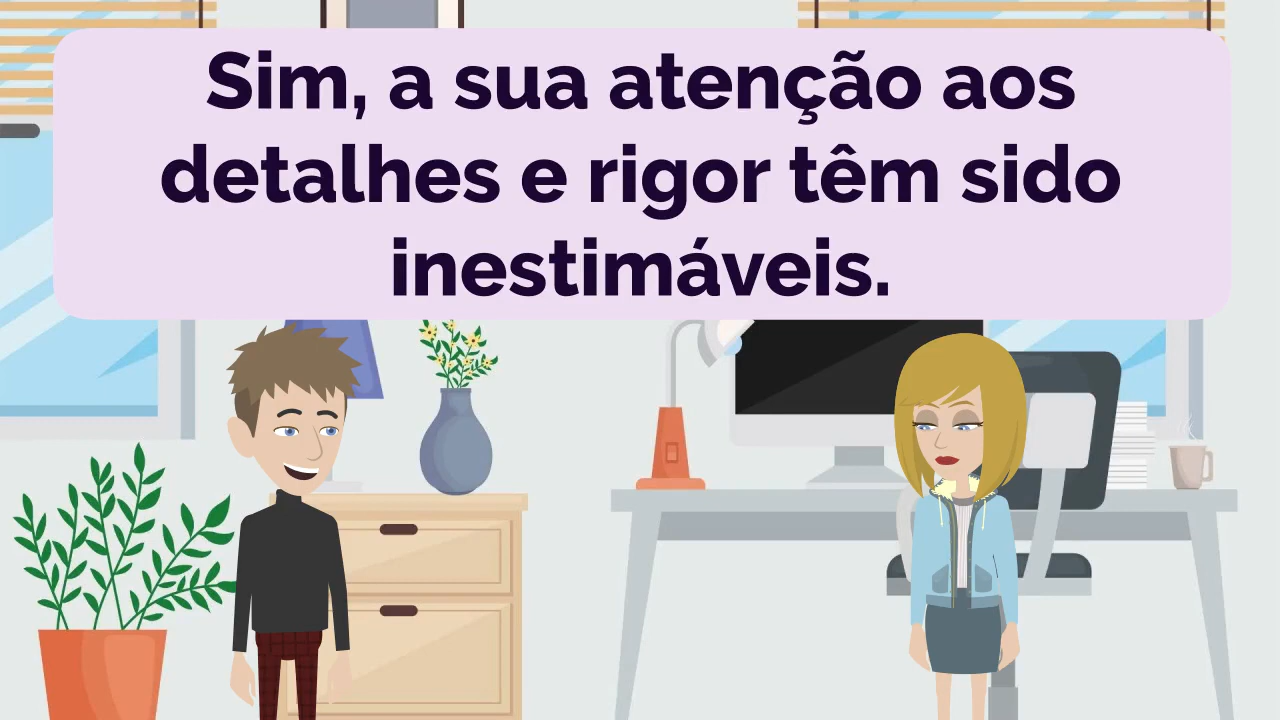 Sim, a sua atenção aos
detalhes e rigor têm sido
inestimáveis.